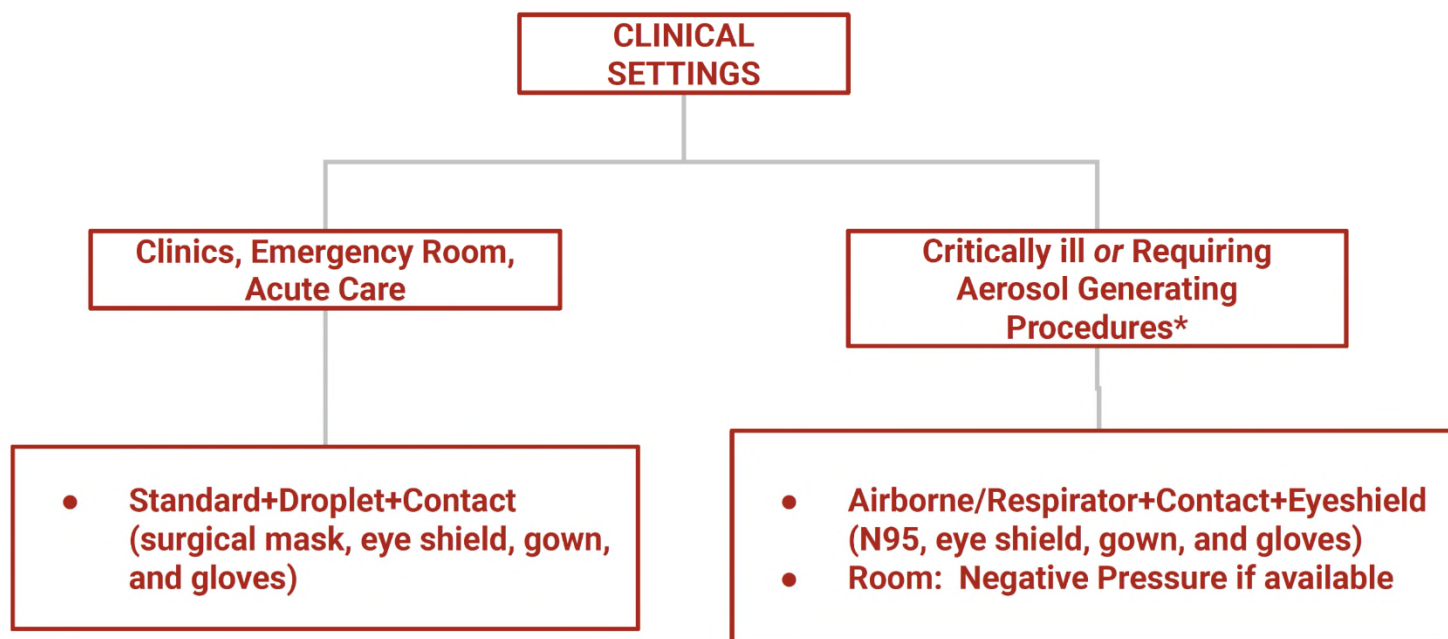 CLINICAL
SETTINGS
Clinics, Emergency Room,
Acute Care
Critically ill or Requiring
Aerosol Generating
Procedures*
● Standard+Droplet+Contact
(surgical mask, eye shield, gown,
and gloves)
● Airborne/Respirator+Contact+Eyeshield
(N95, eye shield, gown, and gloves)
● Room: Negative Pressure if available